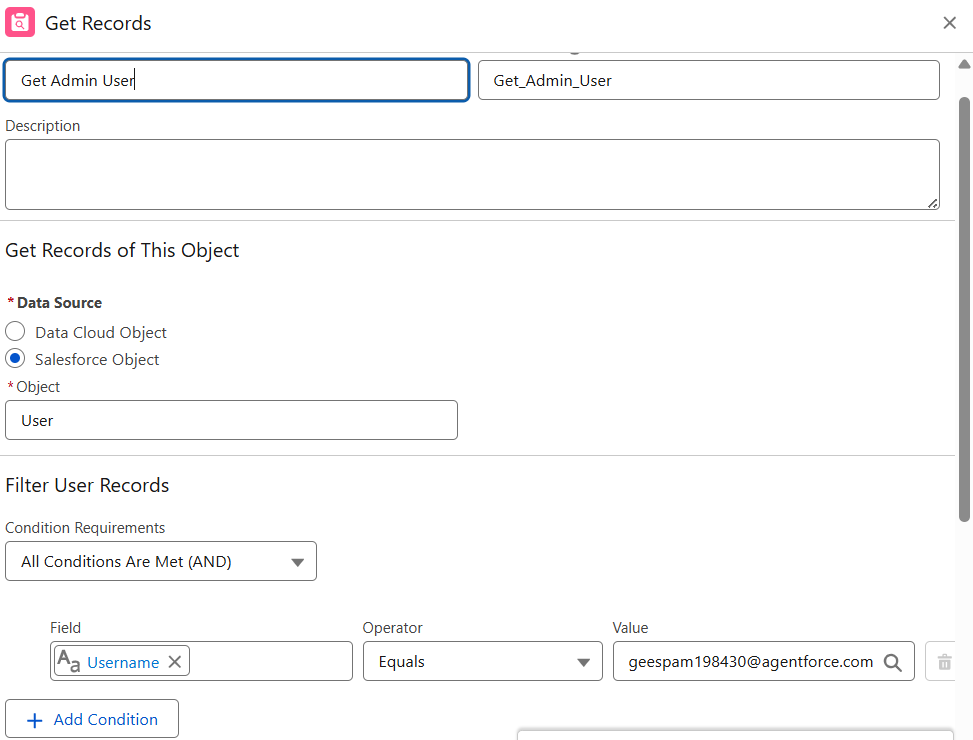 Get Records
Get Admin User
Get_Admin_User
Description
Get Records of This Object
* Data Source
Data Cloud Object
Salesforce Object
* Object
User
Filter User Records
Condition Requirements
All Conditions Are Met (AND)
Field Operator Value
Aa Username Equals geespam198430@agentforce.com
+ Add Condition